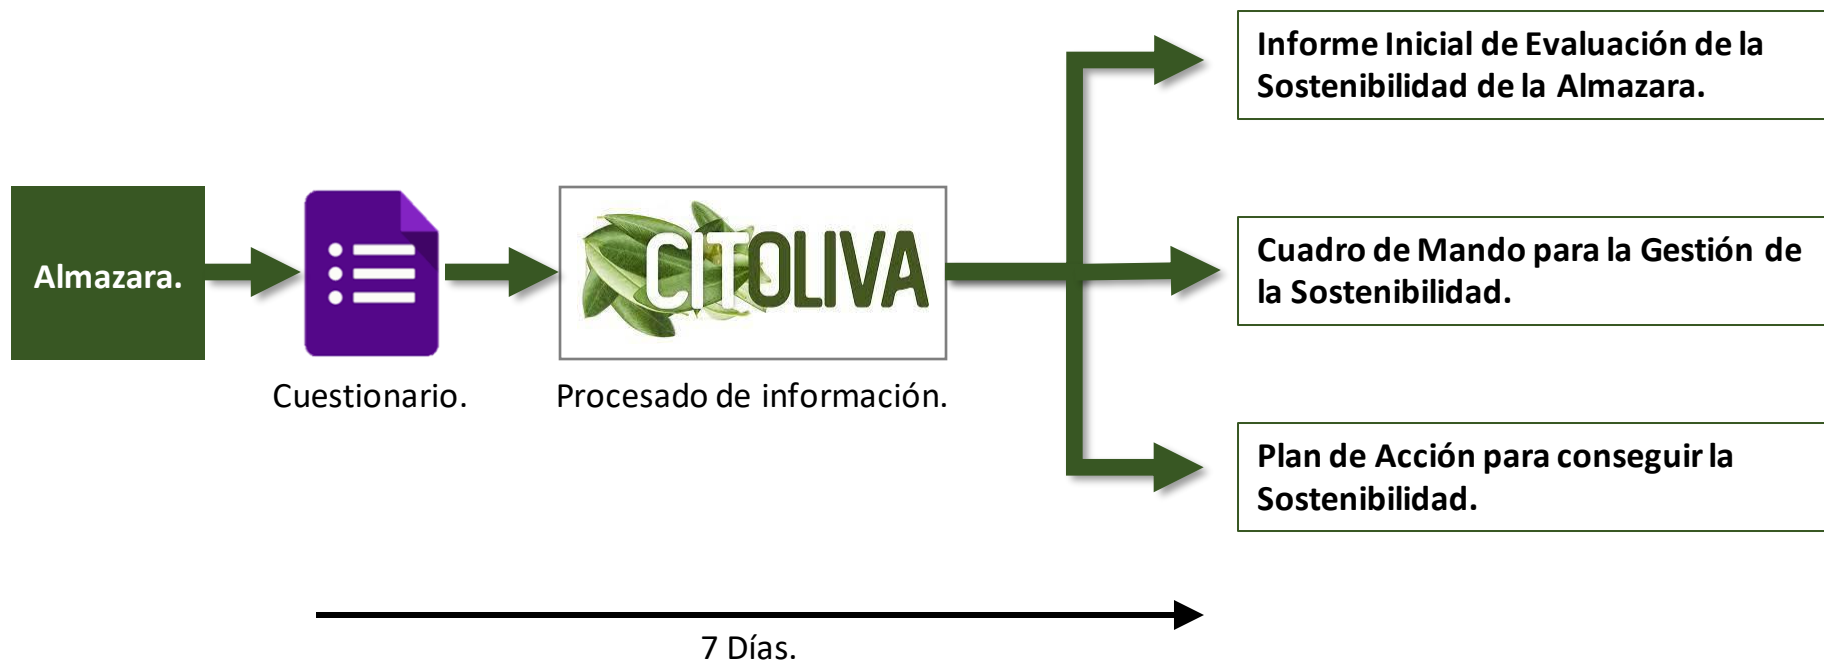 Informe Inicial de Evaluación de la
Sostenibilidad de la Almazara.
Almazara.
CITOLIVA
Cuadro de Mando para la Gestión de
la Sostenibilidad.
Cuestionario.
Procesado de información.
Plan de Acción para conseguir la
Sostenibilidad.
7 Días.